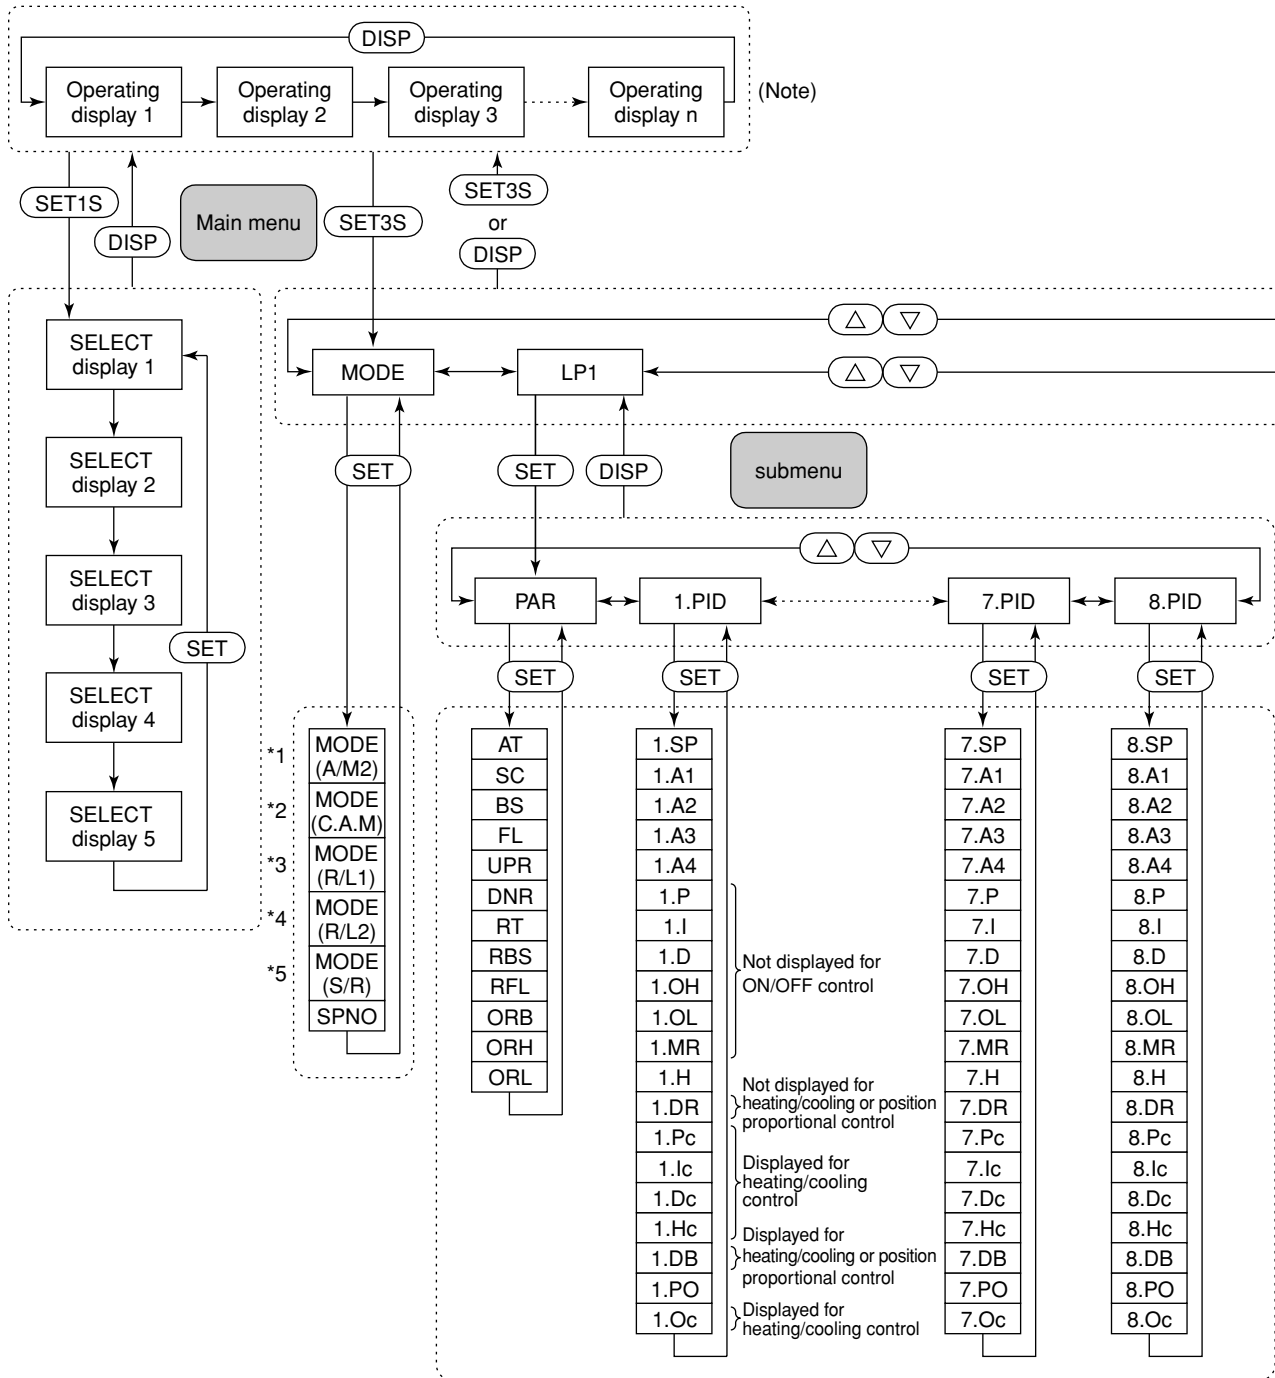 DISP
Operating
display 1
Operating
display 2
Operating
display 3
Operating
display n
(Note)
SET1S
DISP
Main menu
SET3S
SET3S
or
DISP
SELECT
display 1
SELECT
display 2
SELECT
display 3
SELECT
display 4
SELECT
display 5
SET
MODE
LP1
SET
SET
DISP
submenu
PAR
1.PID
7.PID
8.PID
SET
SET
SET
SET
*1
MODE
(A/M2)
*2
MODE
(C.A.M)
*3
MODE
(R/L1)
*4
MODE
(R/L2)
*5
MODE
(S/R)
SPNO
AT
SC
BS
FL
UPR
DNR
RT
RBS
RFL
ORB
ORH
ORL
1.SP
1.A1
1.A2
1.A3
1.A4
1.P
1.I
1.D
1.OH
1.OL
1.MR
1.H
1.DR
1.Pc
1.Ic
1.Dc
1.Hc
1.DB
1.PO
1.Oc
Not displayed for
ON/OFF control
Not displayed for
heating/cooling or position
proportional control
Displayed for
heating/cooling
control
Displayed for
heating/cooling or position
proportional control
Displayed for
heating/cooling control
7.SP
7.A1
7.A2
7.A3
7.A4
7.P
7.I
7.D
7.OH
7.OL
7.MR
7.H
7.DR
7.Pc
7.Ic
7.Dc
7.Hc
7.DB
7.PO
7.Oc
8.SP
8.A1
8.A2
8.A3
8.A4
8.P
8.I
8.D
8.OH
8.OL
8.MR
8.H
8.DR
8.Pc
8.Ic
8.Dc
8.Hc
8.DB
8.PO
8.Oc